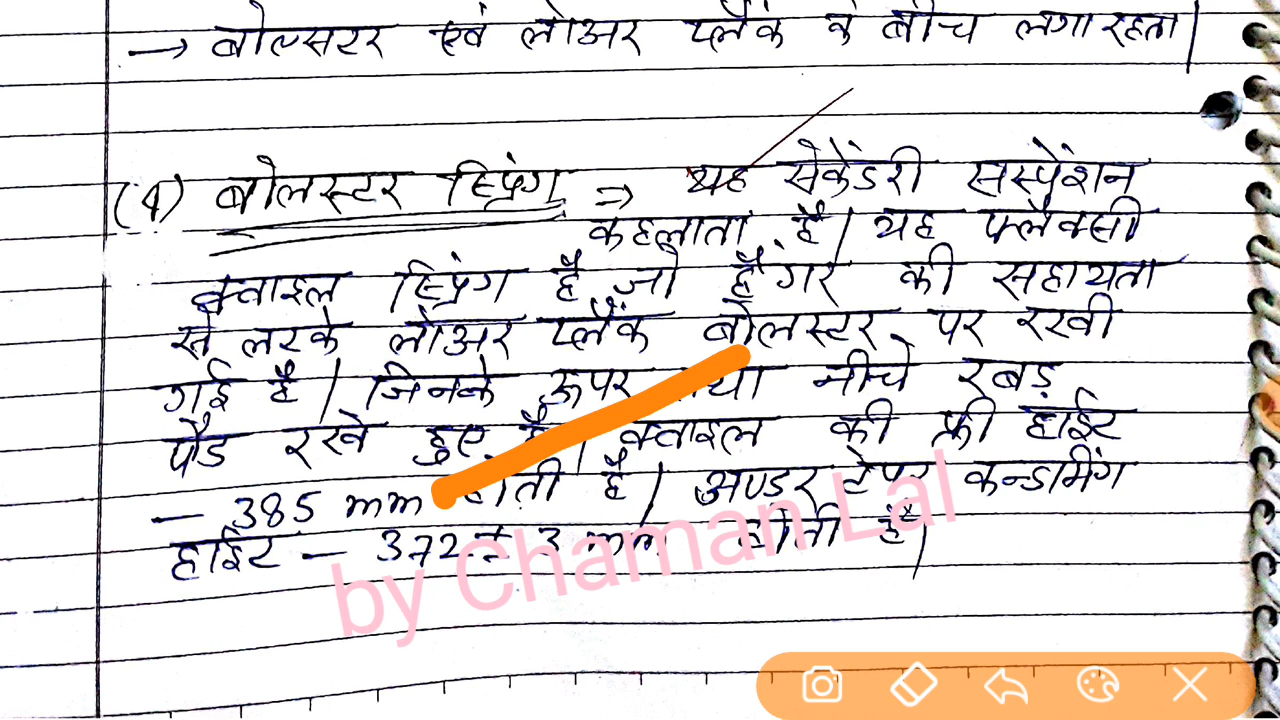 → बोल्सटर एवं लोअर प्लैंक के बीच लगा रहता।
(4) बोलस्टर स्प्रिंग ⇒ यह सेकेंडरी सस्पेंशन
कहलाता है। यह फ्लैक्सी
क्वाइल स्प्रिंग है जो हैंगर की सहायता
से लटके लोअर प्लैंक बोलस्टर पर रखी
गई है। जिनके ऊपर तथा नीचे रबड़
पैड रखे हुए है। क्वाइल की फ्री हाईट
- 385 mm होती है। अण्डर टेपर कन्डमिंग
हाईट - 372 ± 3 mm होती है।
by Chaman Lal